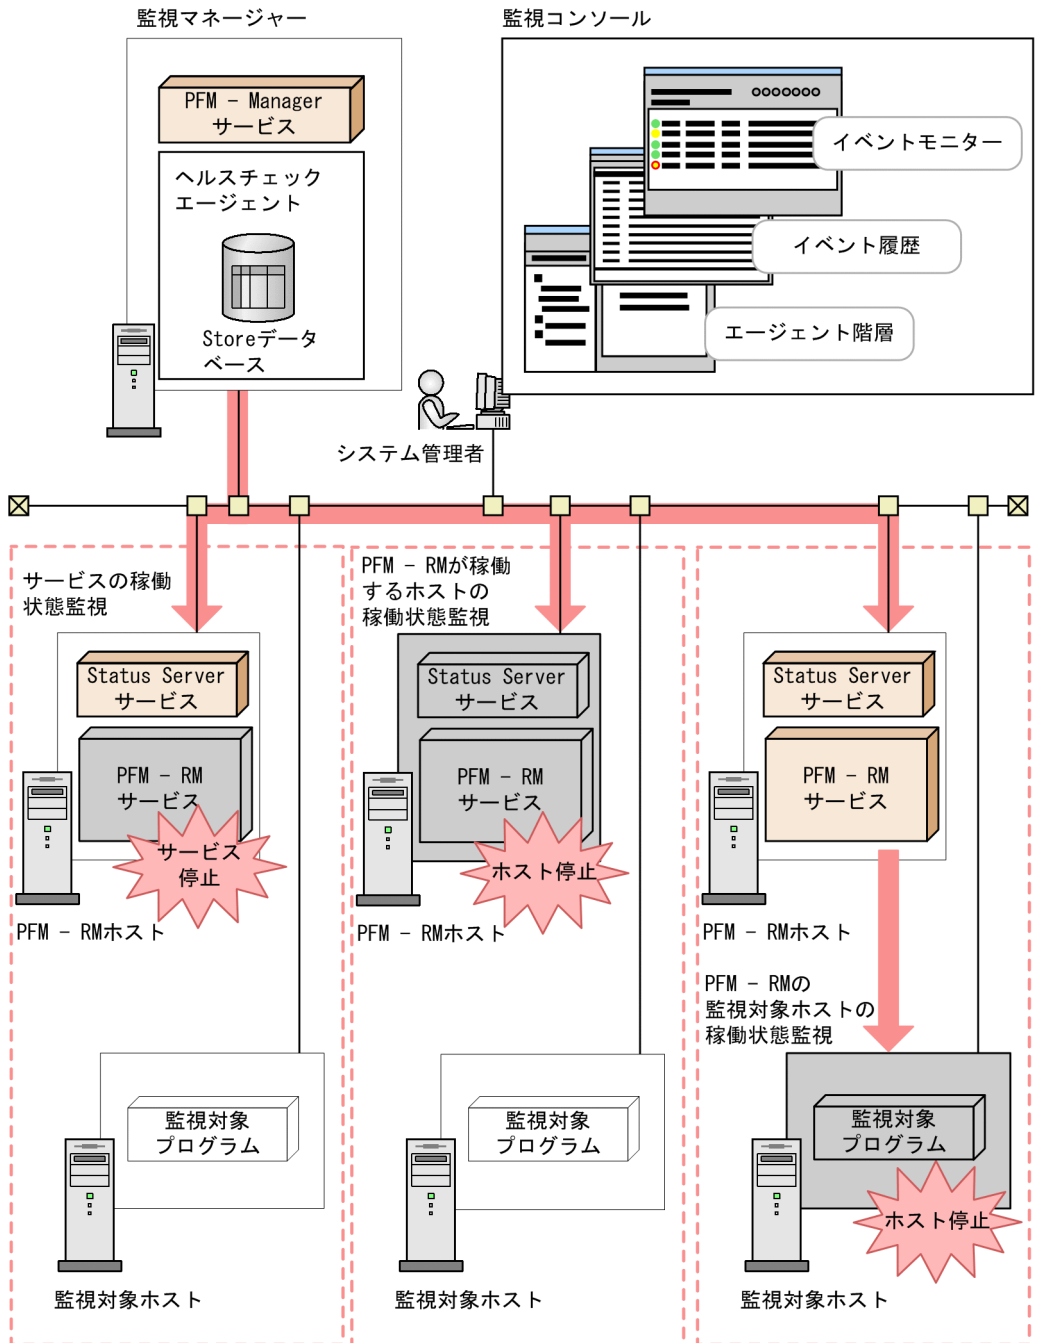 監視マネージャー
監視コンソール
PFM － Manager
サービス
ヘルスチェック
エージェント
Storeデータ
ベース
イベントモニター
イベント履歴
エージェント階層
システム管理者
サービスの稼働
状態監視
Status Server
サービス
PFM － RM
サービス
サービス
停止
PFM － RMホスト
監視対象
プログラム
監視対象ホスト
PFM － RMが稼働
するホストの
稼働状態監視
Status Server
サービス
PFM － RM
サービス
ホスト停止
PFM － RMホスト
監視対象
プログラム
監視対象ホスト
Status Server
サービス
PFM － RM
サービス
PFM － RMホスト
PFM － RMの
監視対象ホストの
稼働状態監視
監視対象
プログラム
ホスト停止
監視対象ホスト